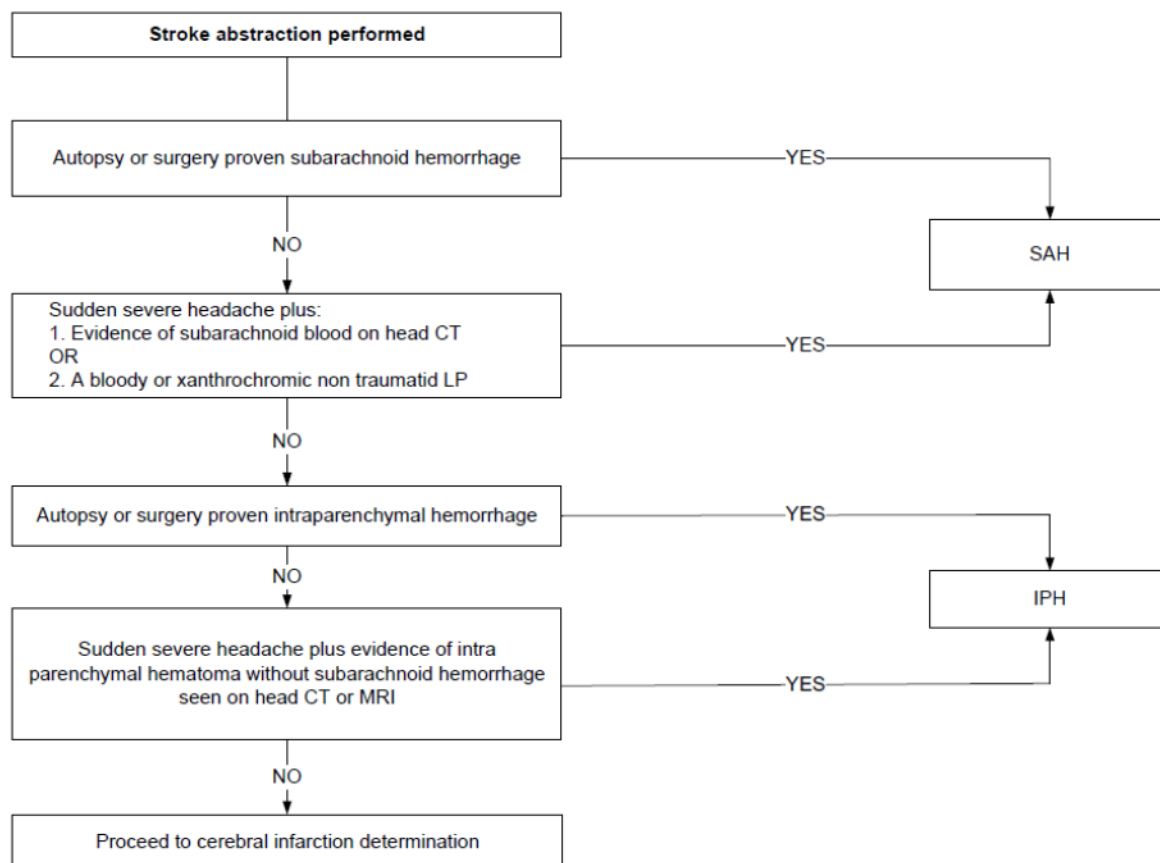 Stroke abstraction performed
Autopsy or surgery proven subarachnoid hemorrhage
YES
SAH
NO
Sudden severe headache plus:
1. Evidence of subarachnoid blood on head CT
OR
2. A bloody or xanthrochromic non traumatid LP
YES
NO
Autopsy or surgery proven intraparenchymal hemorrhage
YES
IPH
NO
Sudden severe headache plus evidence of intra
parenchymal hematoma without subarachnoid hemorrhage
seen on head CT or MRI
YES
NO
Proceed to cerebral infarction determination